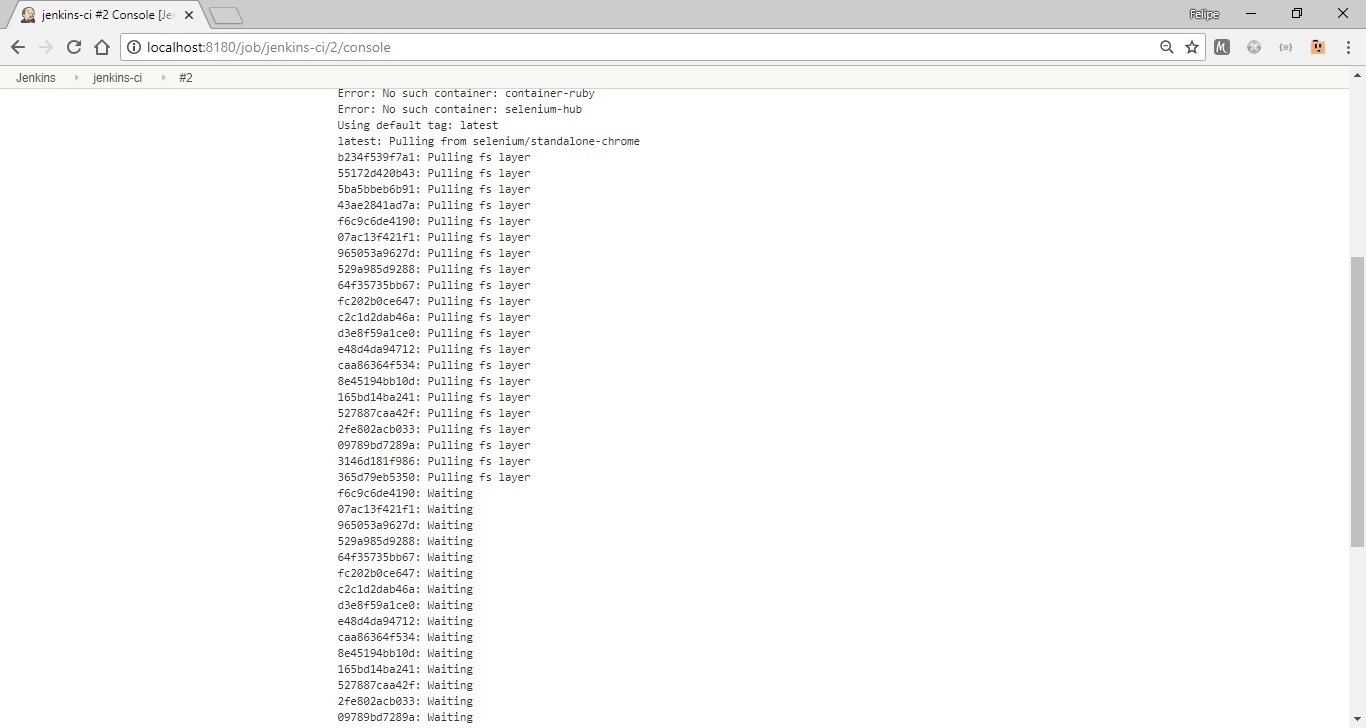 jenkins-ci #2 Console [Je
Felipe
localhost:8180/job/jenkins-ci/2/console
Jenkins jenkins-ci #2
Error: No such container: container-ruby
Error: No such container: selenium-hub
Using default tag: latest
latest: Pulling from selenium/standalone-chrome
b234f539f7a1: Pulling fs layer
55172d420b43: Pulling fs layer
5ba5bbeb6b91: Pulling fs layer
43ae2841ad7a: Pulling fs layer
f6c9c6de4190: Pulling fs layer
07ac13f421f1: Pulling fs layer
965053a9627d: Pulling fs layer
529a985d9288: Pulling fs layer
64f35735bb67: Pulling fs layer
fc202b0ce647: Pulling fs layer
c2c1d2dab46a: Pulling fs layer
d3e8f59a1ce0: Pulling fs layer
e48d4da94712: Pulling fs layer
caa86364f534: Pulling fs layer
8e45194bb10d: Pulling fs layer
165bd14ba241: Pulling fs layer
527887caa42f: Pulling fs layer
2fe802acb033: Pulling fs layer
09789bd7289a: Pulling fs layer
3146d181f986: Pulling fs layer
365d79eb5350: Pulling fs layer
f6c9c6de4190: Waiting
07ac13f421f1: Waiting
965053a9627d: Waiting
529a985d9288: Waiting
64f35735bb67: Waiting
fc202b0ce647: Waiting
c2c1d2dab46a: Waiting
d3e8f59a1ce0: Waiting
e48d4da94712: Waiting
caa86364f534: Waiting
8e45194bb10d: Waiting
165bd14ba241: Waiting
527887caa42f: Waiting
2fe802acb033: Waiting
09789bd7289a: Waiting